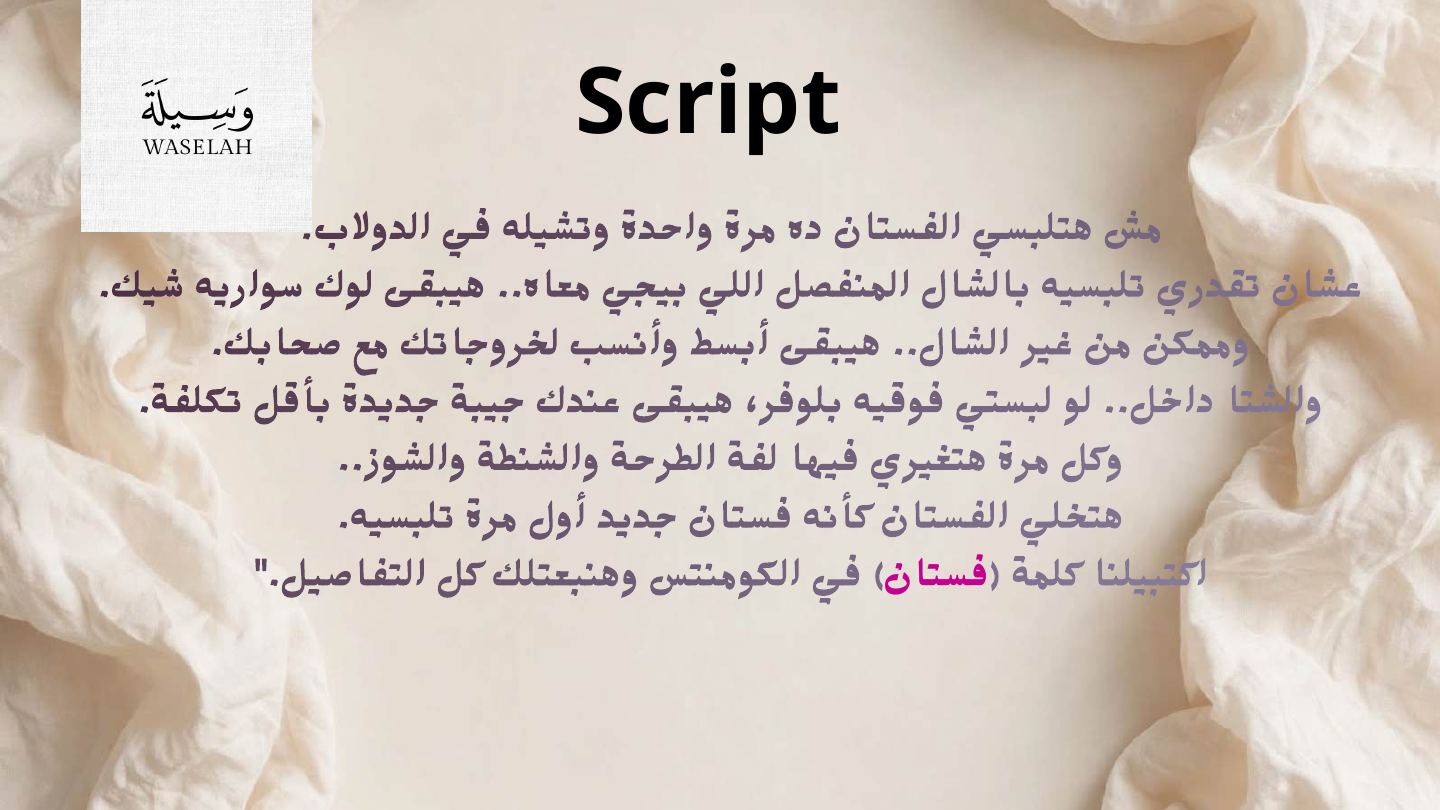 وَسِيلَة
WASELAH
Script
مش هتلبسي الفستان ده مرة واحدة وتشيله في الدولاب.
عشان تقدري تلبسيه بالشال المنفصل اللي بيجي معاه.. هيبقى لوك سواريه شيك.
وممكن من غير الشال.. هيبقى أبسط وأنسب لخروجاتك مع صحابك.
والشتا داخل.. لو لبستي فوقيه بلوفر، هيبقى عندك جيبة جديدة بأقل تكلفة.
وكل مرة هتغيري فيها لفة الطرحة والشنطة والشوز..
هتخلي الفستان كأنه فستان جديد أول مرة تلبسيه.
اكتبيلنا كلمة (فستان) في الكومنتس وهنبعتلك كل التفاصيل."